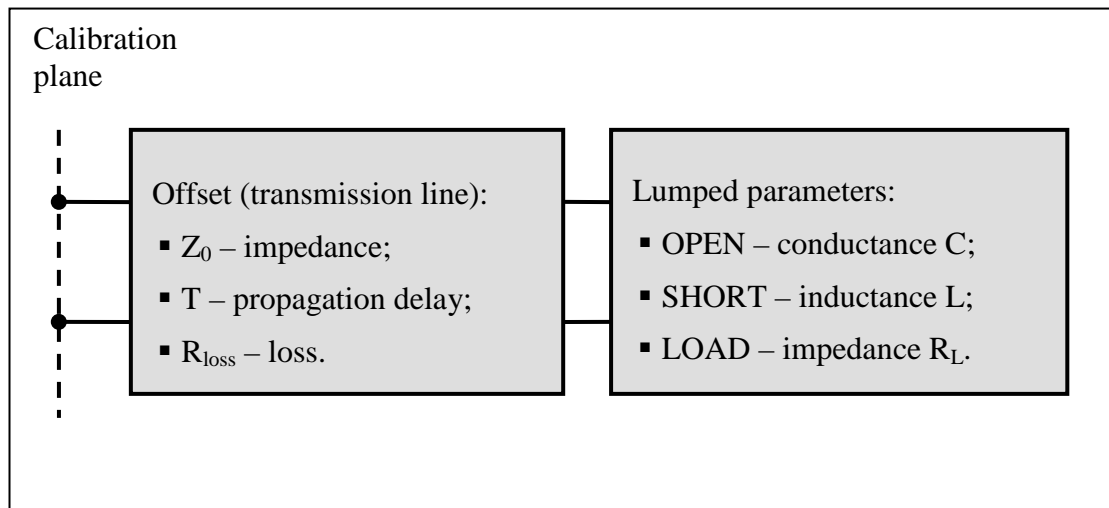 Calibration
plane
Offset (transmission line):
▪ Z₀ – impedance;
▪ T – propagation delay;
▪ Rₗₒₛₛ – loss.
Lumped parameters:
▪ OPEN – conductance C;
▪ SHORT – inductance L;
▪ LOAD – impedance R_L.